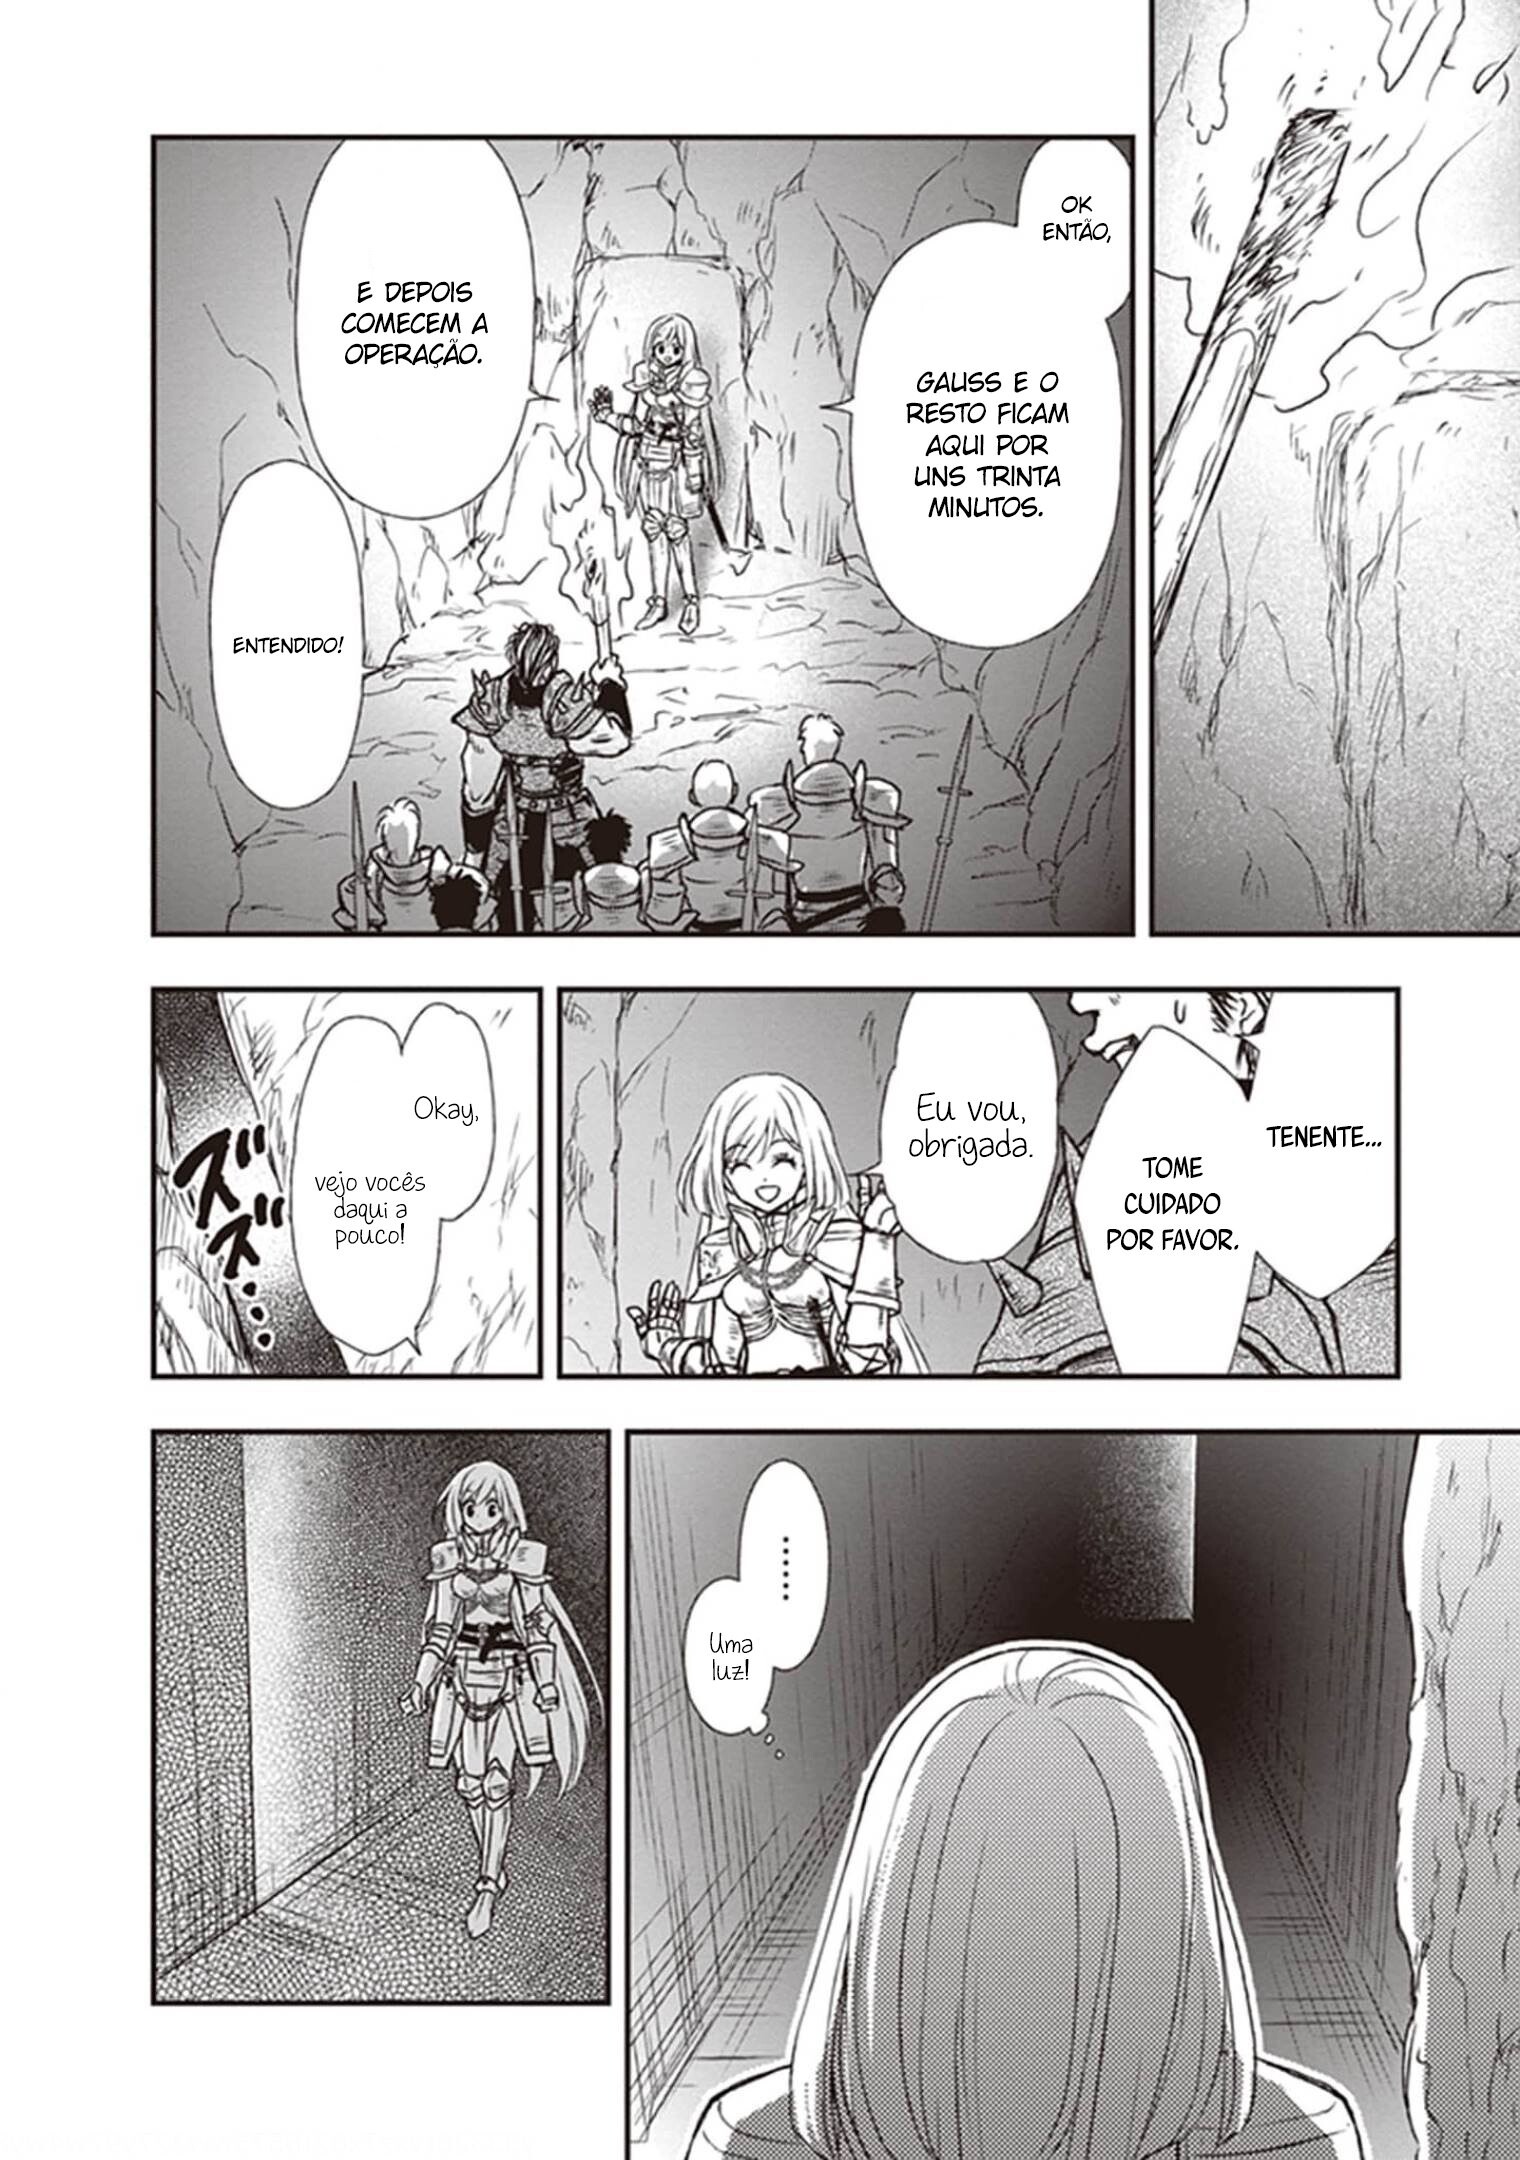 OK
ENTÃO,
GAUSS E O
RESTO FICAM
AQUI POR
UNS TRINTA
MINUTOS.
E DEPOIS
COMECEM A
OPERAÇÃO.
ENTENDIDO!
TENENTE...
TOME
CUIDADO
POR FAVOR.
Eu vou,
obrigada.
Okay,
vejo vocês
daqui a
pouco!
ズズ...
......
Uma
luz!